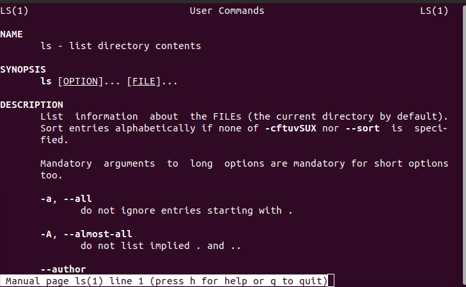 LS(1) User Commands LS(1)
NAME
ls - list directory contents
SYNOPSIS
ls [OPTION]... [FILE]...
DESCRIPTION
List information about the FILEs (the current directory by default).
Sort entries alphabetically if none of -cftuvSUX nor --sort is speci-
fied.
Mandatory arguments to long options are mandatory for short options
too.
-a, --all
do not ignore entries starting with .
-A, --almost-all
do not list implied . and ..
--author
Manual page ls(1) line 1 (press h for help or q to quit)